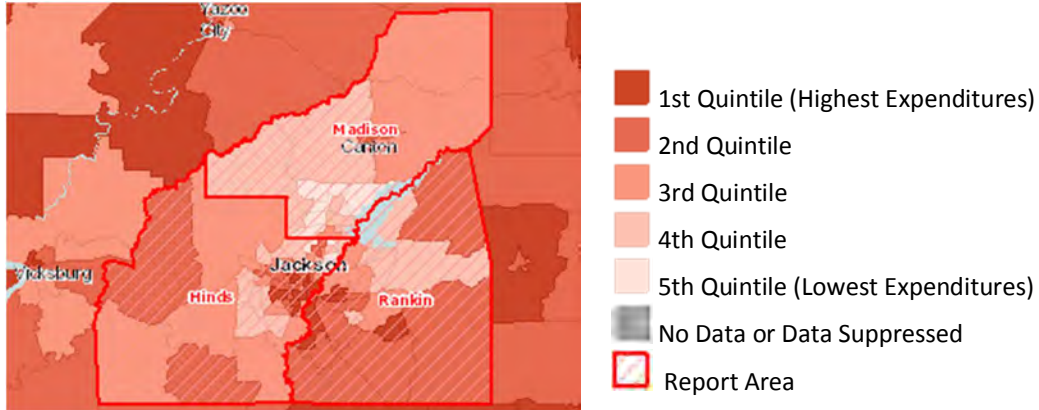 Yazoo
City
Madison
Canton
Jackson
Vicksburg
Hinds
Rankin
1st Quintile (Highest Expenditures)
2nd Quintile
3rd Quintile
4th Quintile
5th Quintile (Lowest Expenditures)
No Data or Data Suppressed
Report Area